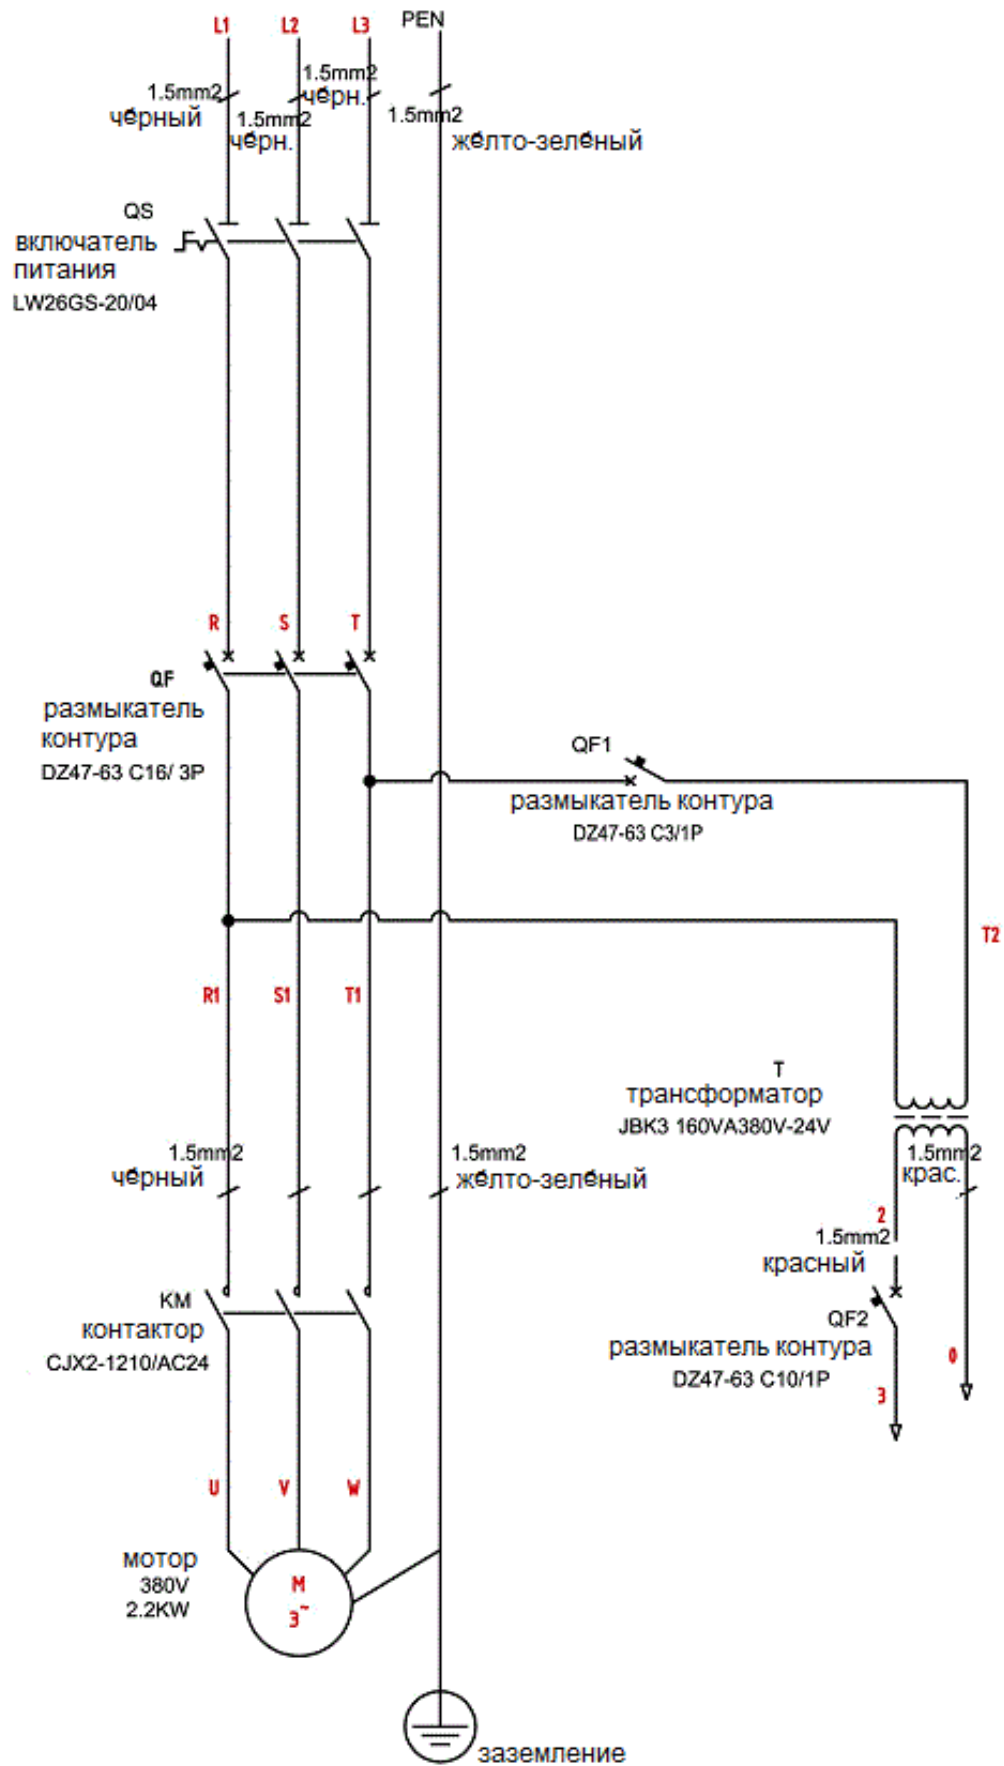 L1
L2
L3
PEN
1.5mm2
чёрн.
1.5mm2
чёрный
1.5mm2
чёрн.
1.5mm2
жёлто-зелёный
QS
включатель
питания
LW26GS-20/04
R
S
T
QF
размыкатель
контура
DZ47-63 C16/ 3P
QF1
размыкатель контура
DZ47-63 C3/1P
T2
R1
S1
T1
T
трансформатор
JBK3 160VA380V-24V
1.5mm2
чёрный
1.5mm2
жёлто-зелёный
1.5mm2
крас.
2
1.5mm2
красный
KM
контактор
CJX2-1210/AC24
QF2
размыкатель контура
DZ47-63 C10/1P
0
3
U
V
W
мотор
380V
2.2KW
M
3~
заземление